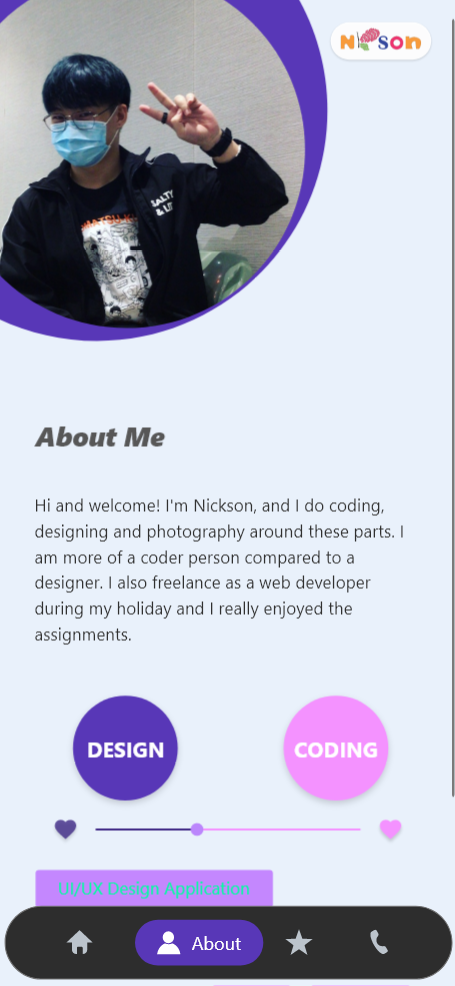 Nickson
About Me
Hi and welcome! I'm Nickson, and I do coding,
designing and photography around these parts. I
am more of a coder person compared to a
designer. I also freelance as a web developer
during my holiday and I really enjoyed the
assignments.
DESIGN
CODING
UI/UX Design Application
About